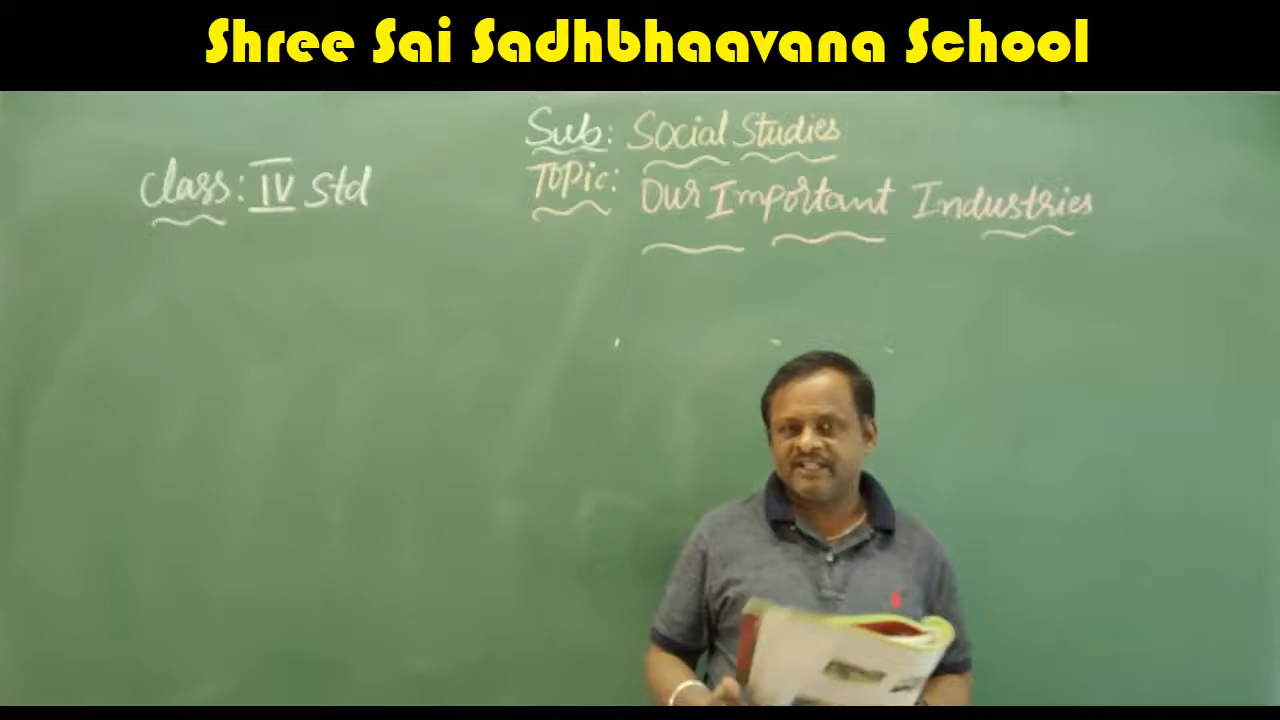 Shree Sai Sadhbhaavana School
Sub: Social Studies
Class: IV Std
Topic: Our Important Industries